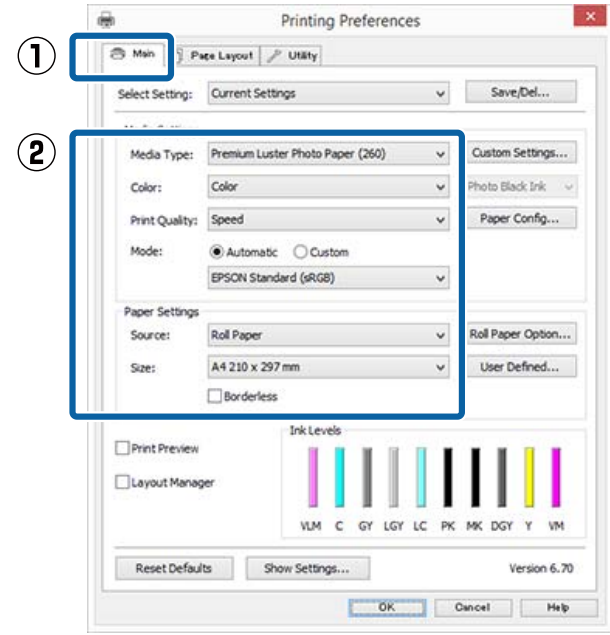 Printing Preferences
1
Main Page Layout Utility
Select Setting: Current Settings Save/Del...
2
Media Type: Premium Luster Photo Paper (260) Custom Settings...
Color: Color Photo Black Ink
Print Quality: Speed Paper Config...
Mode: Automatic Custom
EPSON Standard (sRGB)
Paper Settings
Source: Roll Paper Roll Paper Option...
Size: A4 210 x 297 mm User Defined...
Borderless
Ink Levels
Print Preview
Layout Manager
VLM C GY LGY LC PK MK DGY Y VM
Reset Defaults Show Settings... Version 6.70
OK Cancel Help